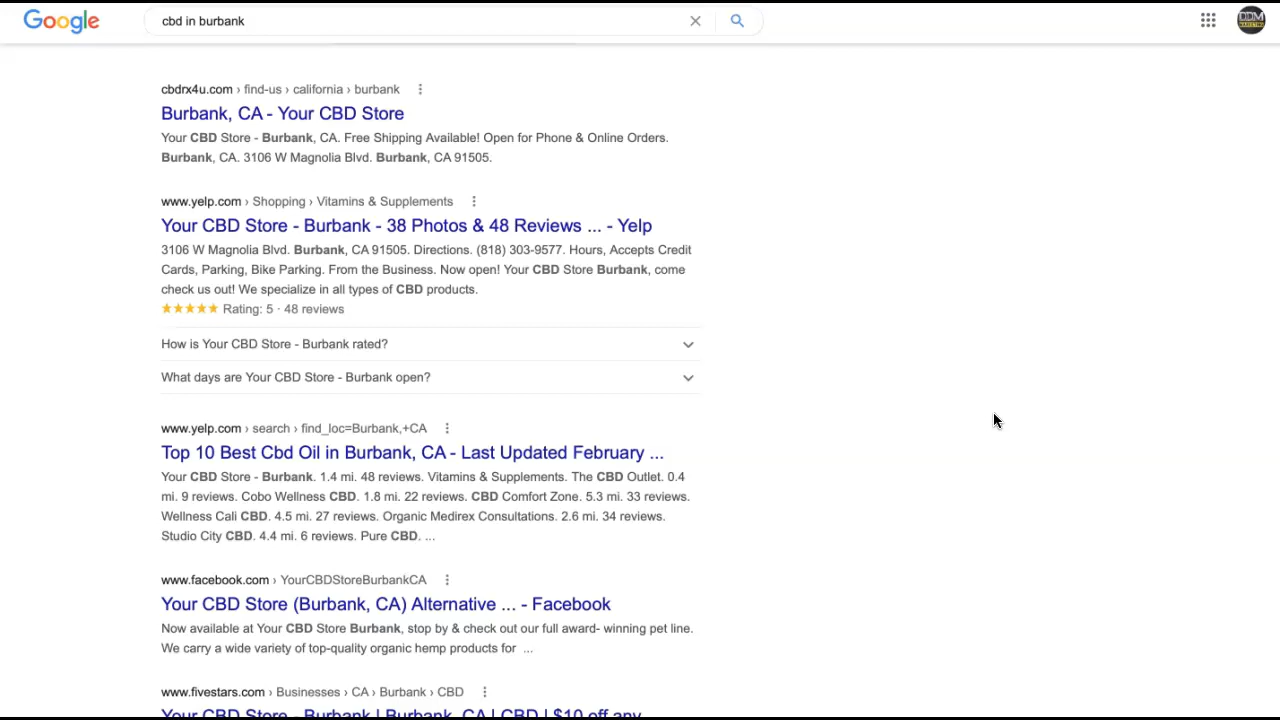 Google
cbd in burbank
DDM
cbdrx4u.com › find-us › california › burbank
Burbank, CA - Your CBD Store
Your CBD Store - Burbank, CA. Free Shipping Available! Open for Phone & Online Orders.
Burbank, CA. 3106 W Magnolia Blvd. Burbank, CA 91505.
www.yelp.com › Shopping › Vitamins & Supplements
Your CBD Store - Burbank - 38 Photos & 48 Reviews ... - Yelp
3106 W Magnolia Blvd. Burbank, CA 91505. Directions. (818) 303-9577. Hours, Accepts Credit
Cards, Parking, Bike Parking. From the Business. Now open! Your CBD Store Burbank, come
check us out! We specialize in all types of CBD products.
Rating: 5 · 48 reviews
How is Your CBD Store - Burbank rated?
What days are Your CBD Store - Burbank open?
www.yelp.com › search › find_loc=Burbank,+CA
Top 10 Best Cbd Oil in Burbank, CA - Last Updated February ...
Your CBD Store - Burbank. 1.4 mi. 48 reviews. Vitamins & Supplements. The CBD Outlet. 0.4
mi. 9 reviews. Cobo Wellness CBD. 1.8 mi. 22 reviews. CBD Comfort Zone. 5.3 mi. 33 reviews.
Wellness Cali CBD. 4.5 mi. 27 reviews. Organic Medirex Consultations. 2.6 mi. 34 reviews.
Studio City CBD. 4.4 mi. 6 reviews. Pure CBD. ...
www.facebook.com › YourCBDStoreBurbankCA
Your CBD Store (Burbank, CA) Alternative ... - Facebook
Now available at Your CBD Store Burbank, stop by & check out our full award- winning pet line.
We carry a wide variety of top-quality organic hemp products for ...
www.fivestars.com › Businesses › CA › Burbank › CBD
Your CBD Store - Burbank | Burbank, CA | CBD | $10 off any